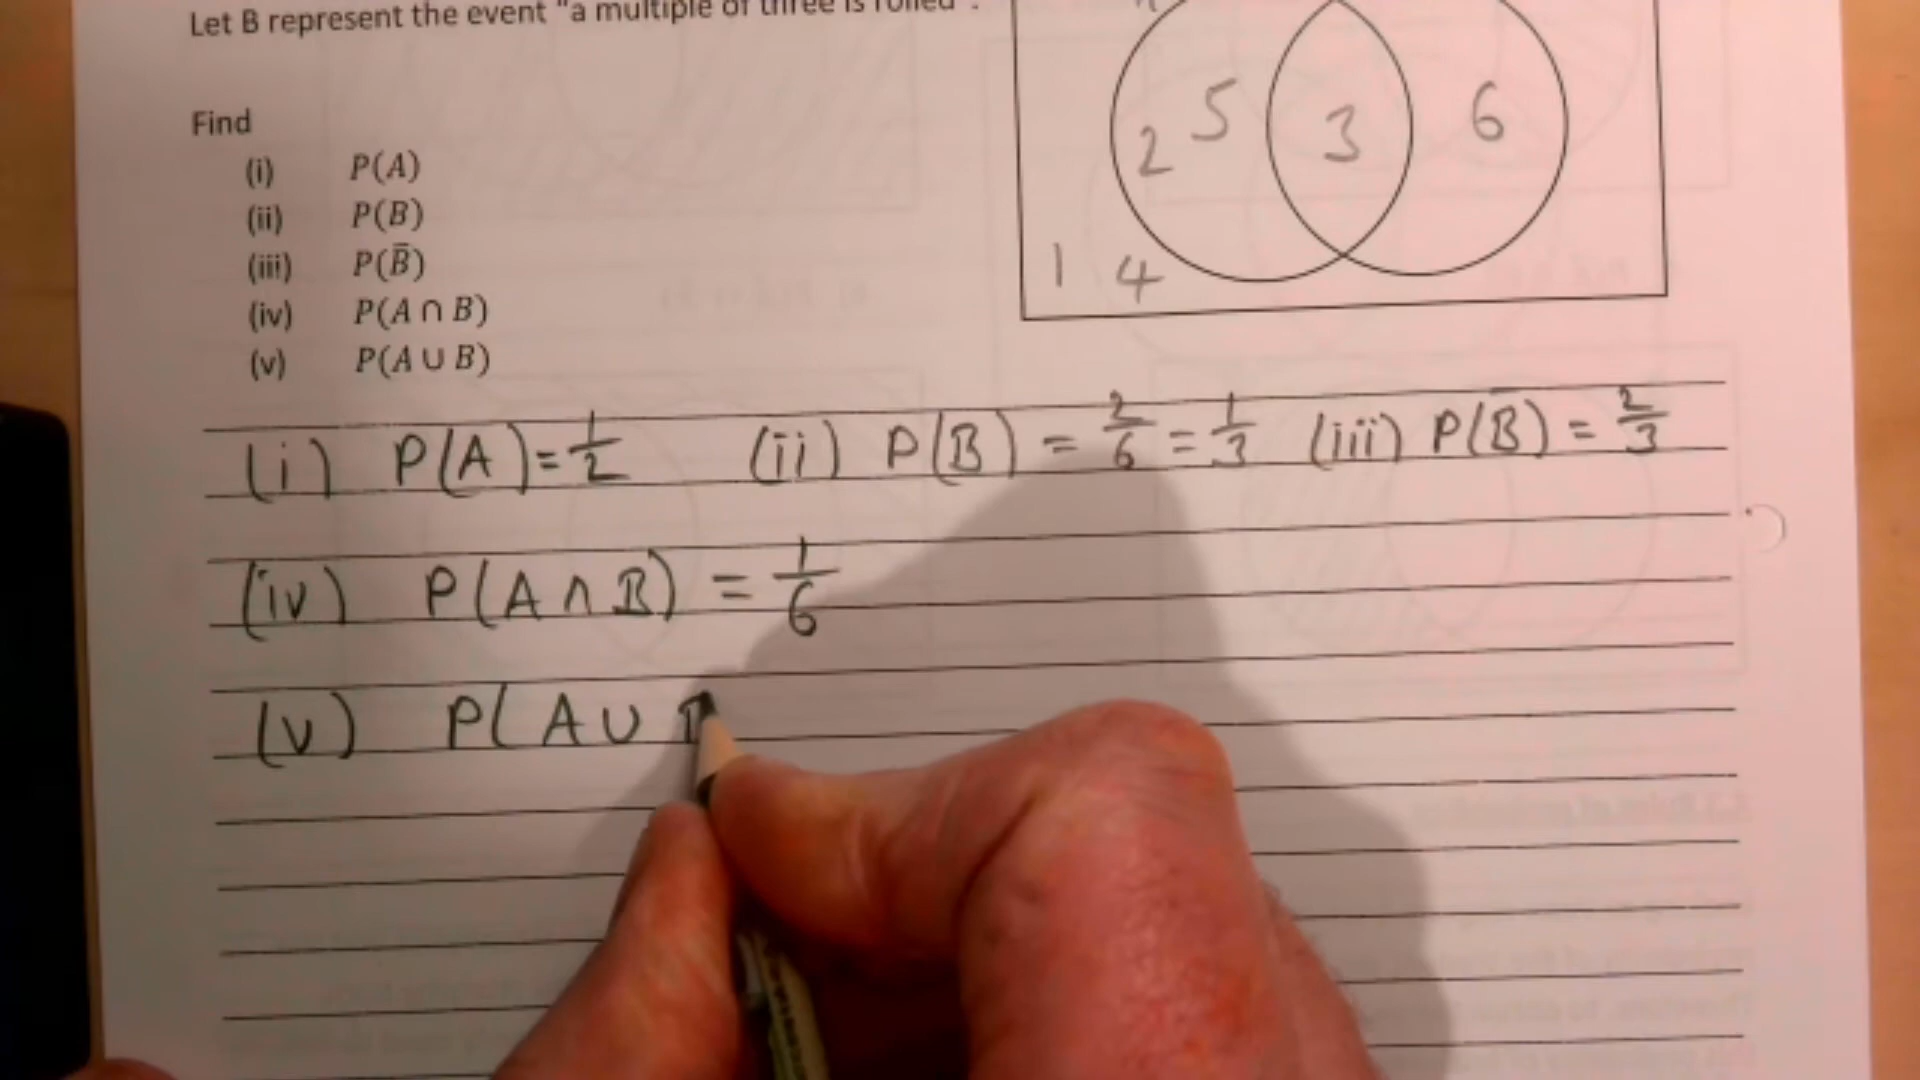 Let B represent the event "a multiple of three is rolled".
Find
(i) P(A)
(ii) P(B)
(iii) P(B̅)
(iv) P(A ∩ B)
(v) P(A ∪ B)
2 5 3 6
1 4
(i) P(A) = 1/2 (ii) P(B) = 2/6 = 1/3 (iii) P(B̅) = 2/3
(iv) P(A ∩ B) = 1/6
(v) P(A ∪